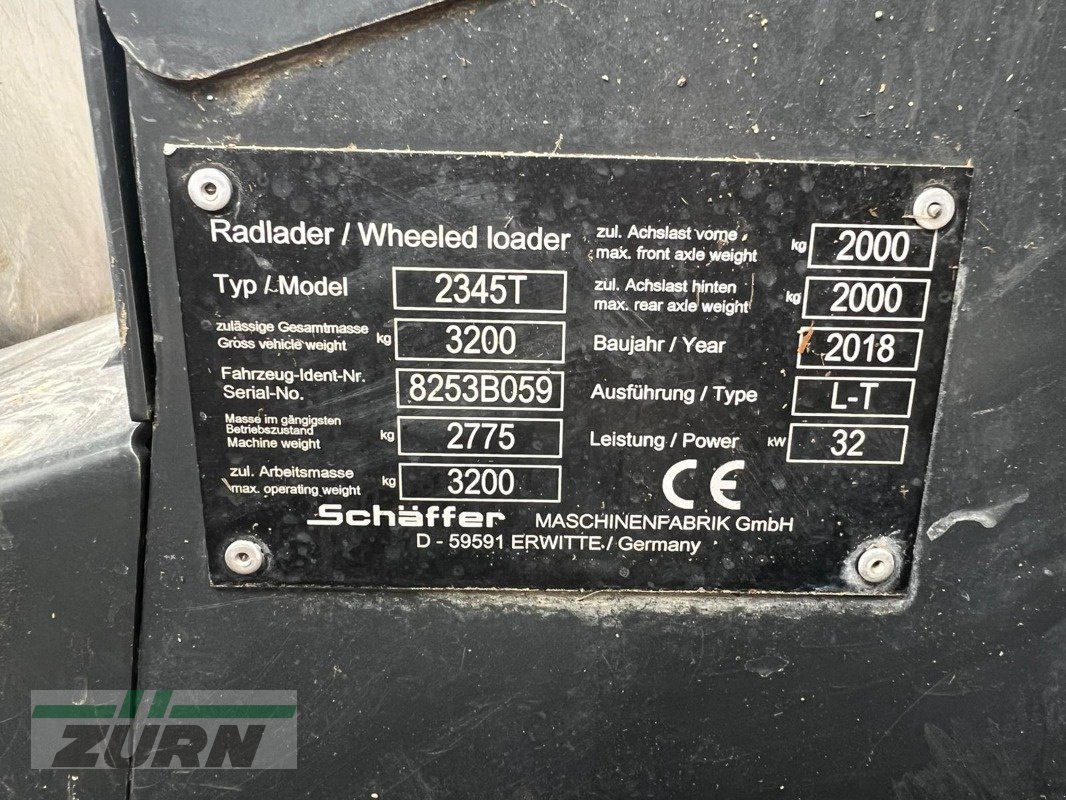 Radlader / Wheeled loader
Typ / Model 2345T
zulässige Gesamtmasse
Gross vehicle weight kg 3200
Fahrzeug-Ident-Nr.
Serial-No. 8253B059
Masse im gängigsten
Betriebszustand
Machine weight kg 2775
zul. Arbeitsmasse
max. operating weight kg 3200
zul. Achslast vorne
max. front axle weight kg 2000
zul. Achslast hinten
max. rear axle weight kg 2000
Baujahr / Year 2018
Ausführung / Type L-T
Leistung / Power kW 32
CE
Schäffer MASCHINENFABRIK GmbH
D - 59591 ERWITTE / Germany
ZÜRN